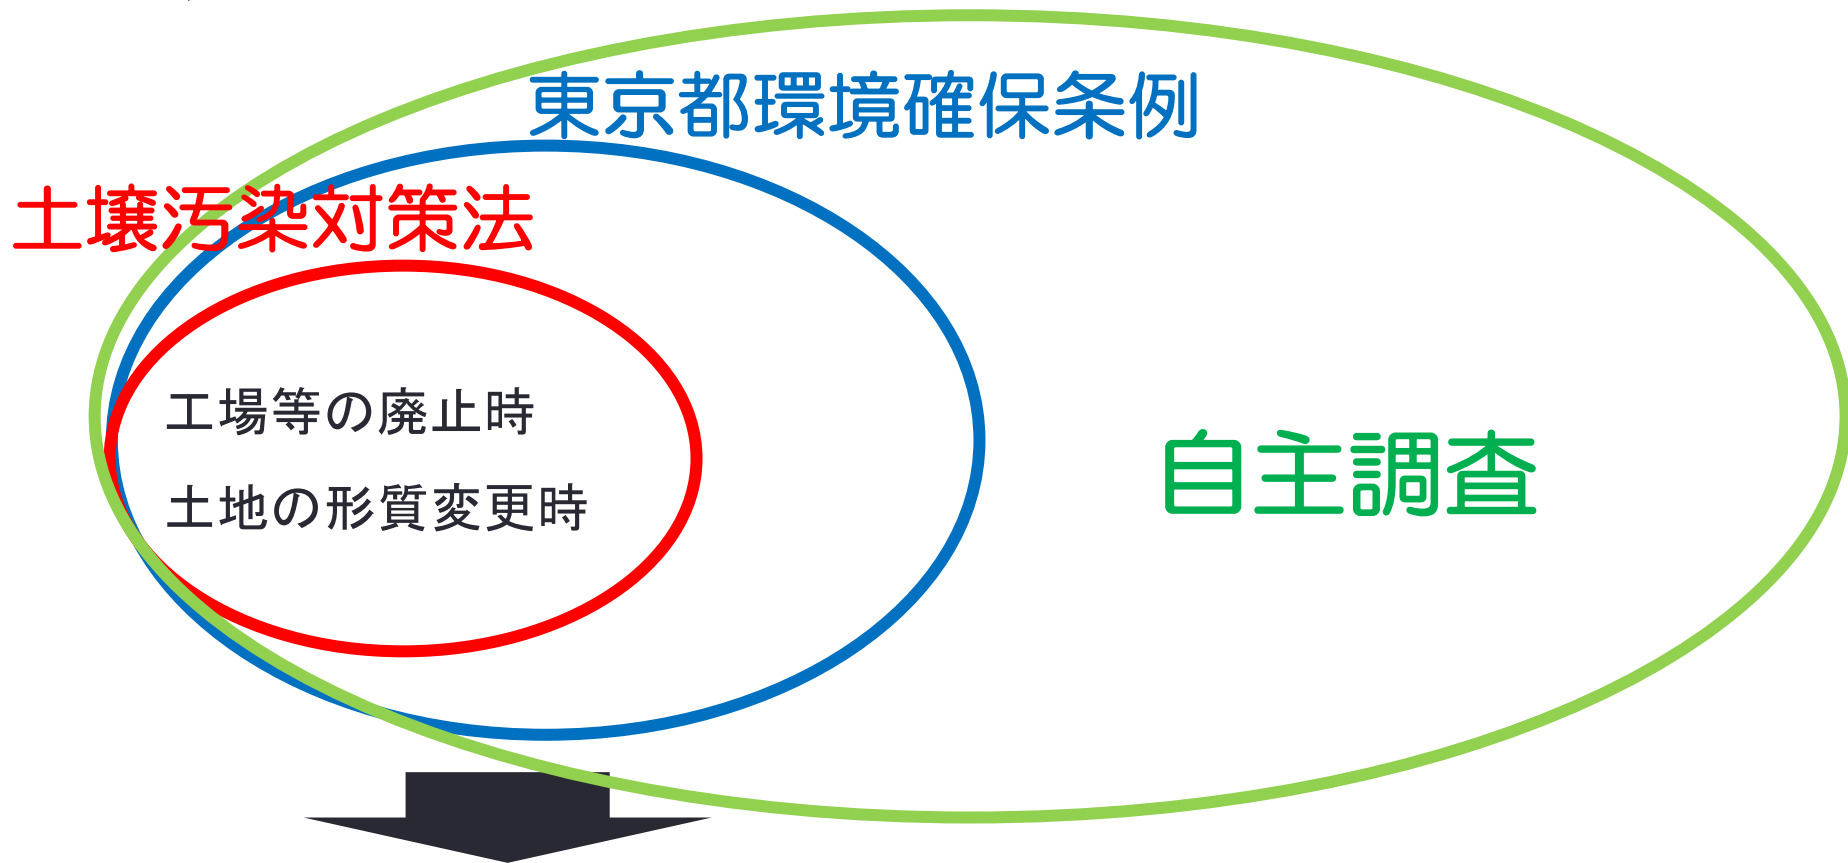 東京都環境確保条例
土壌汚染対策法
工場等の廃止時
土地の形質変更時
自主調査